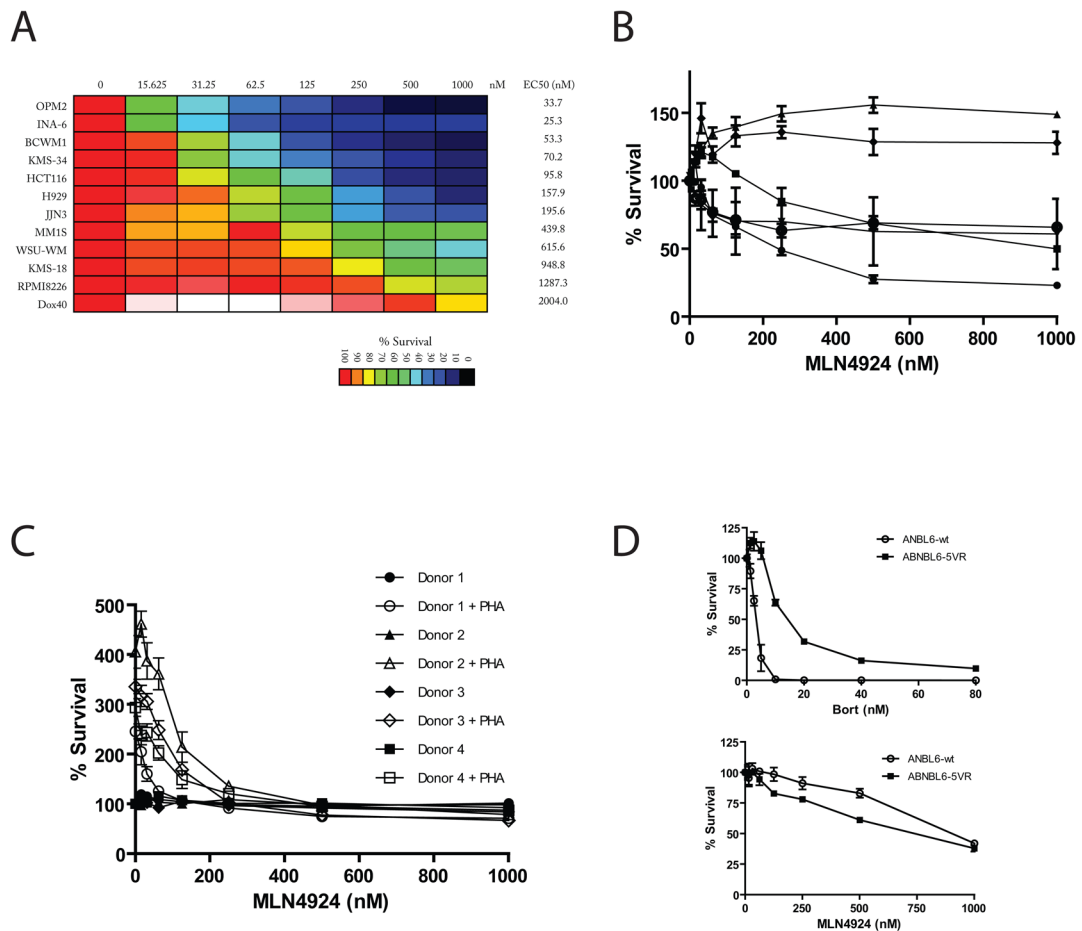 A
0 15.625 31.25 62.5 125 250 nM 500 1000 EC50 (nM)
OPM2 33.7
INA-6 25.3
BCWM1 53.3
KMS-34 70.2
HCT116 95.8
H929 157.9
JJN3 195.6
MM1S 439.8
WSU-WM 615.6
KMS-18 948.8
RPMI8226 1287.3
Dox40 2004.0
% Survival
100 90 80 70 60 50 40 30 20 10 0
B
% Survival
150
100
50
0
0 200 400 600 800 1000
MLN4924 (nM)
C
% Survival
500
400
300
200
100
0
0 200 400 600 800 1000
MLN4924 (nM)
Donor 1
Donor 1 + PHA
Donor 2
Donor 2 + PHA
Donor 3
Donor 3 + PHA
Donor 4
Donor 4 + PHA
D
% Survival
125
100
75
50
25
0
0 20 40 60 80
Bort (nM)
ANBL6-wt
ABNBL6-5VR
% Survival
125
100
75
50
25
0
0 250 500 750 1000
MLN4924 (nM)
ANBL6-wt
ABNBL6-5VR